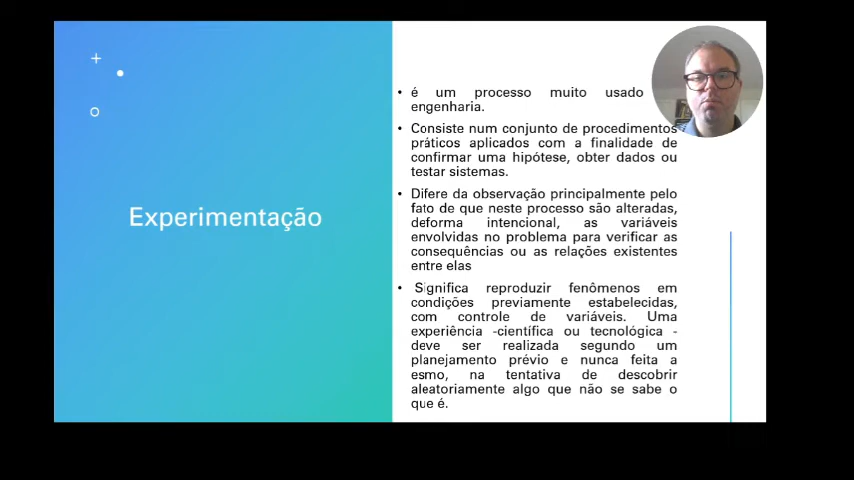 Experimentação
• é um processo muito usado
engenharia.
• Consiste num conjunto de procedimentos
práticos aplicados com a finalidade de
confirmar uma hipótese, obter dados ou
testar sistemas.
• Difere da observação principalmente pelo
fato de que neste processo são alteradas,
deforma intencional, as variáveis
envolvidas no problema para verificar as
consequências ou as relações existentes
entre elas
• Significa reproduzir fenômenos em
condições previamente estabelecidas,
com controle de variáveis. Uma
experiência -científica ou tecnológica -
deve ser realizada segundo um
planejamento prévio e nunca feita a
esmo, na tentativa de descobrir
aleatoriamente algo que não se sabe o
que é.